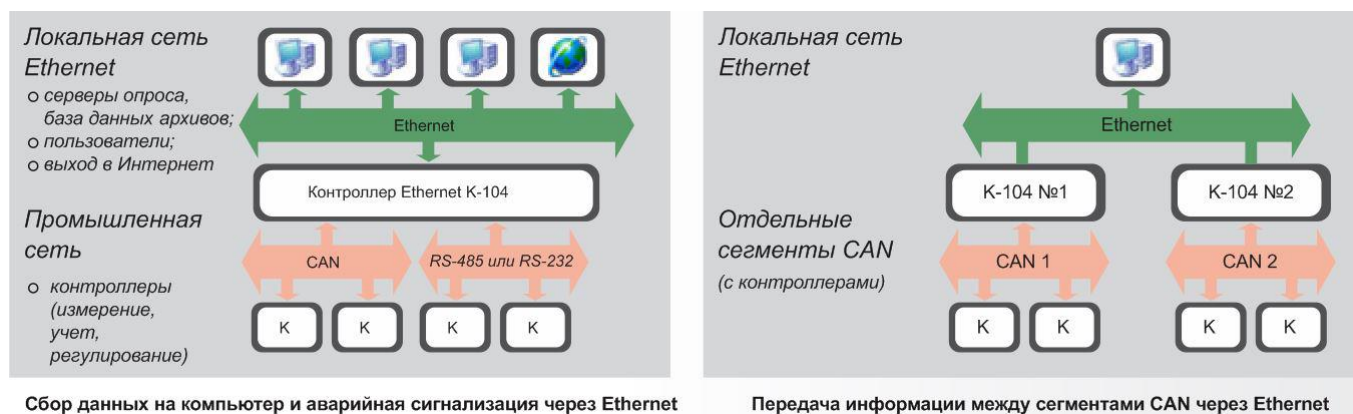 Локальная сеть
Ethernet
○ серверы опроса,
база данных архивов;
○ пользователи;
○ выход в Интернет
Ethernet
Контроллер Ethernet К-104
Промышленная
сеть
○ контроллеры
(измерение,
учет,
регулирование)
CAN
RS-485 или RS-232
К
К
К
К
Сбор данных на компьютер и аварийная сигнализация через Ethernet
Локальная сеть
Ethernet
Ethernet
К-104 №1
К-104 №2
Отдельные
сегменты CAN
(с контроллерами)
CAN 1
CAN 2
К
К
К
К
Передача информации между сегментами CAN через Ethernet